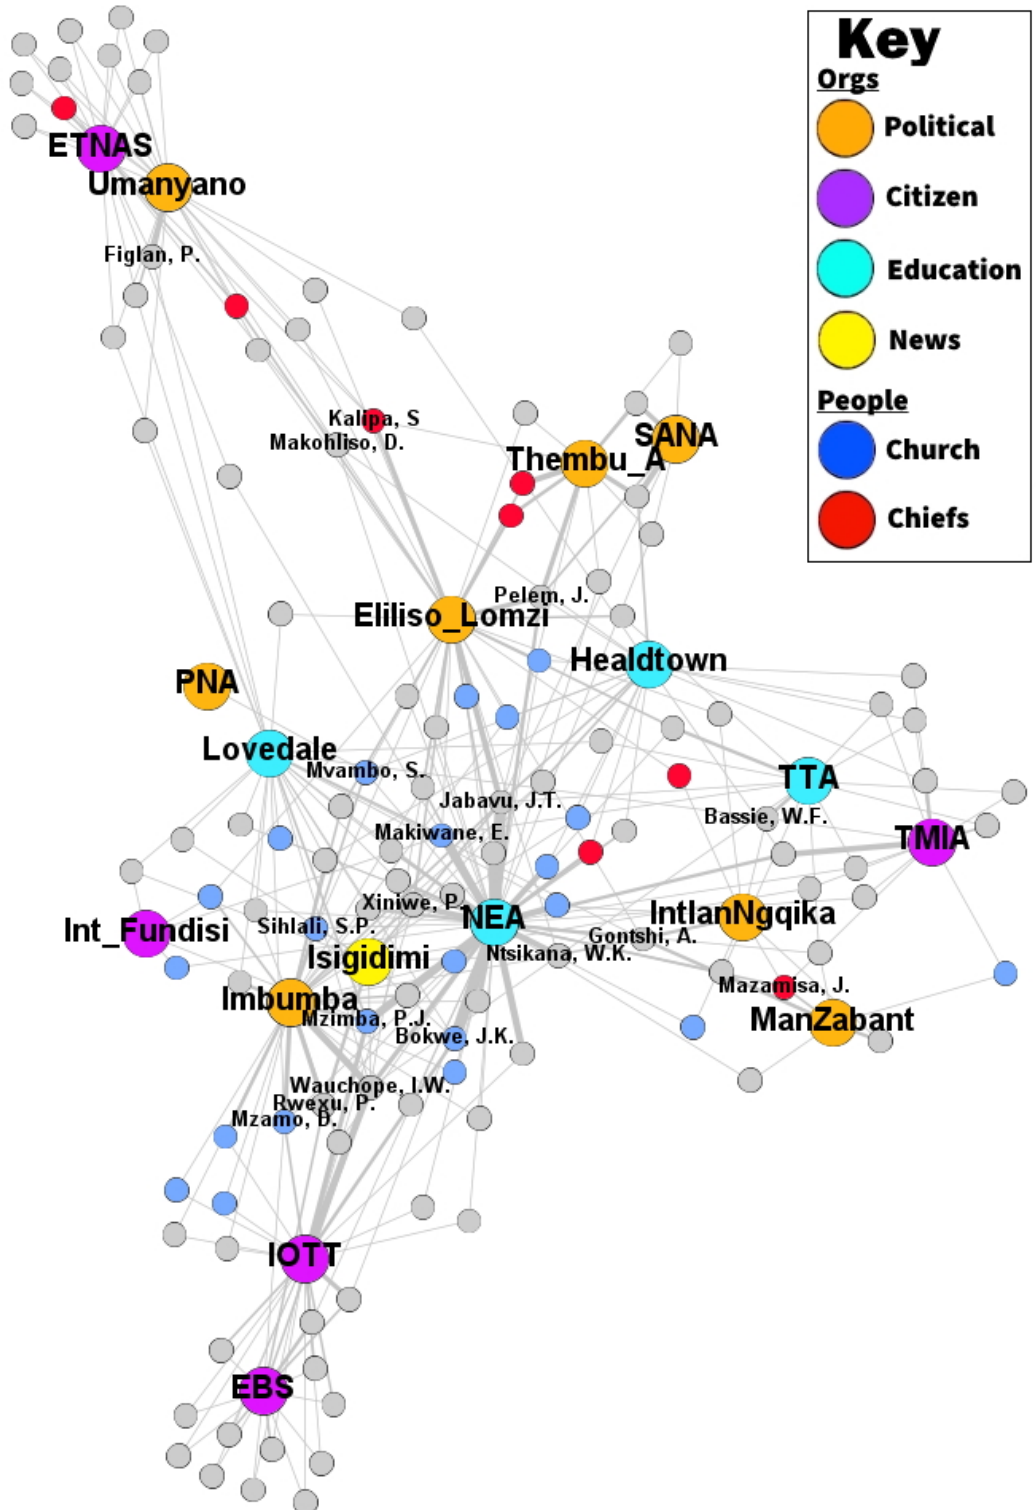 Key
Orgs
Political
Citizen
Education
News
People
Church
Chiefs
ETNAS
Umanyano
Figlan, P.
Kalipa, S
Makohliso, D.
SANA
Thembu_A
Pelem, J.
Eliliso_Lomzi
Healdtown
PNA
Lovedale
Mvambo, S.
TTA
Jabavu, J.T.
Bassie, W.F.
Makiwane, E.
TMIA
Xiniwe, P.
NEA
IntlanNgqika
Sihlali, S.P.
Int_Fundisi
Gontshi, A.
Ntsikana, W.K.
Isigidimi
Mazamisa, J.
Imbumba
Mzimba, P.J.
ManZabant
Bokwe, J.K.
Wauchope, I.W.
Rwexu, P.
Mzamo, D.
IOTT
EBS